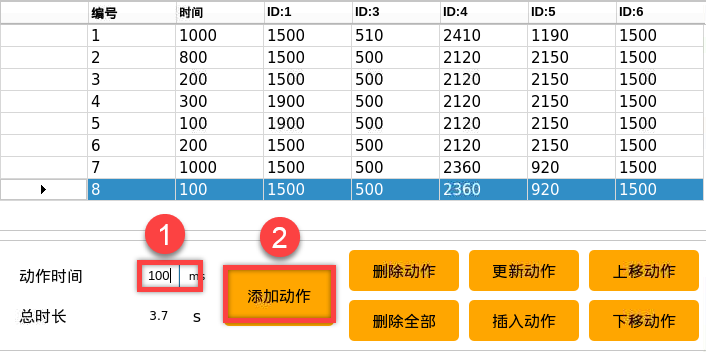 编号 时间 ID:1 ID:3 ID:4 ID:5 ID:6
1 1000 1500 510 2410 1190 1500
2 800 1500 500 2120 2150 1500
3 200 1500 500 2120 2150 1500
4 300 1900 500 2120 2150 1500
5 100 1900 500 2120 2150 1500
6 200 1500 500 2120 2150 1500
7 1000 1500 500 2360 920 1500
8 100 1500 500 2360 920 1500
1 2
动作时间 100 ms 添加动作 删除动作 更新动作 上移动作
总时长 3.7 s 删除全部 插入动作 下移动作